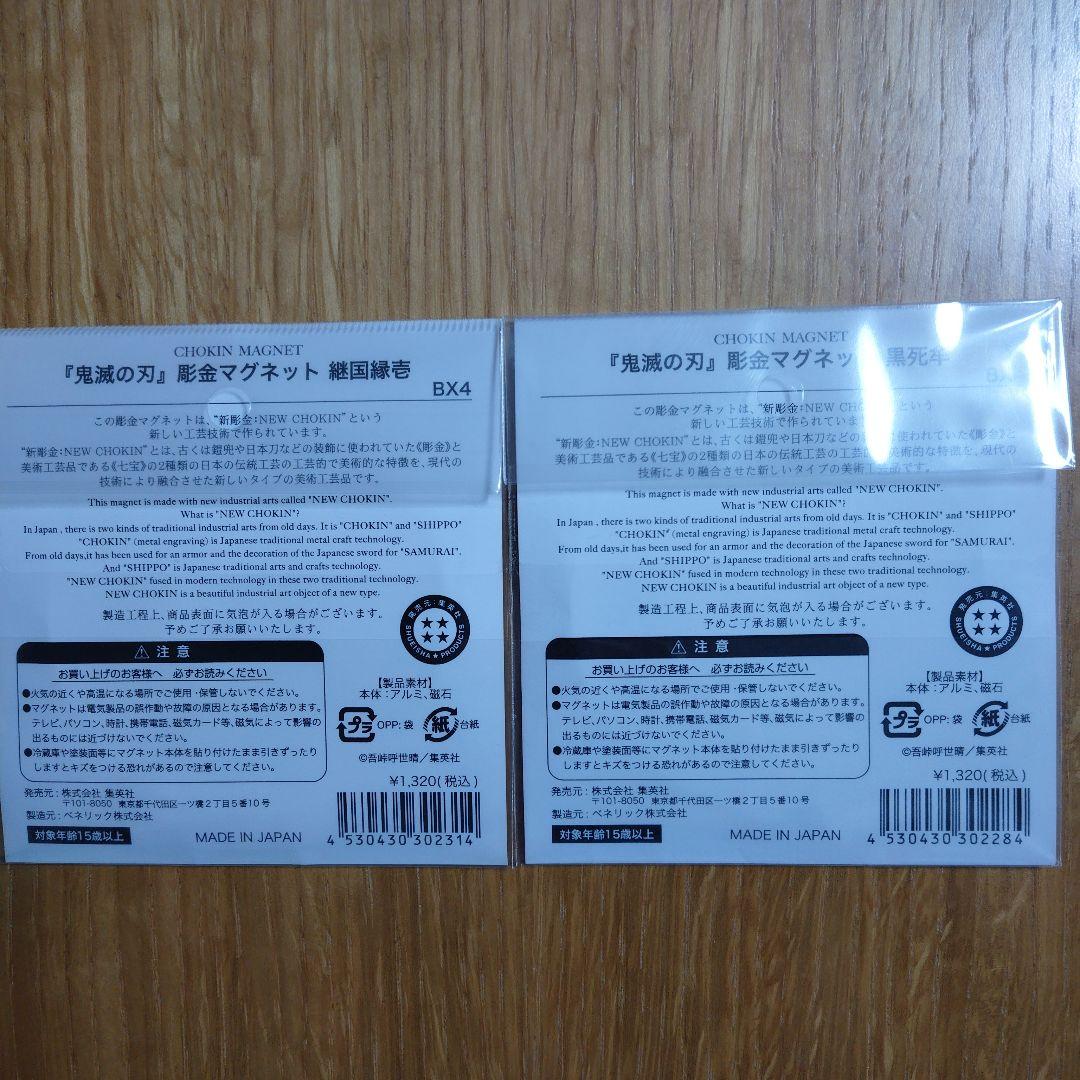 CHOKIN MAGNET
『鬼滅の刃』彫金マグネット 継国縁壱
BX4
この彫金マグネットは、“新彫金:NEW CHOKIN”という
新しい工芸技術で作られています。
“新彫金:NEW CHOKIN”とは、古くは鎧兜や日本刀などの装飾に使われていた《彫金》と
美術工芸品である《七宝》の2種類の日本の伝統工芸の工芸的で美術的な特徴を、現代の
技術により融合させた新しいタイプの美術工芸品です。
This magnet is made with new industrial arts called "NEW CHOKIN".
What is "NEW CHOKIN"?
In Japan , there is two kinds of traditional industrial arts from old days. It is "CHOKIN" and "SHIPPO"
"CHOKIN" (metal engraving) is Japanese traditional metal craft technology.
From old days,it has been used for an armor and the decoration of the Japanese sword for "SAMURAI".
And "SHIPPO" is Japanese traditional arts and crafts technology.
"NEW CHOKIN" fused in modern technology in these two traditional technology.
NEW CHOKIN is a beautiful industrial art object of a new type.
製造工程上、商品表面に気泡が入る場合がございます。
予めご了承お願いいたします。
発売元:集英社
SHUEISHA★PRODUCTS
⚠ 注意
お買い上げのお客様へ 必ずお読みください
●火気の近くや高温になる場所でご使用・保管しないでください。
●マグネットは電気製品の誤作動や故障の原因となる場合があります。
テレビ、パソコン、時計、携帯電話、磁気カード等、磁気によって影響の
出るものには近づけないでください。
●冷蔵庫や塗装面等にマグネット本体を貼り付けたまま引きずったり
しますとキズをつける恐れがあるので注意してください。
【製品素材】
本体:アルミ、磁石
プラ OPP:袋 紙 台紙
©吾峠呼世晴/集英社
¥1,320(税込)
発売元:株式会社 集英社
〒101-8050 東京都千代田区一ツ橋2丁目5番10号
製造元:ベネリック株式会社
対象年齢15歳以上
MADE IN JAPAN
4 530430 302314
CHOKIN MAGNET
『鬼滅の刃』彫金マグネット 黒死牟
この彫金マグネットは、“新彫金:NEW CHOKIN”という
新しい工芸技術で作られています。
“新彫金:NEW CHOKIN”とは、古くは鎧兜や日本刀などの に使われていた《彫金》と
美術工芸品である《七宝》の2種類の日本の伝統工芸の工芸的で美術的な特徴を、現代の
技術により融合させた新しいタイプの美術工芸品です。
This magnet is made with new industrial arts called "NEW CHOKIN".
What is "NEW CHOKIN"?
In Japan , there is two kinds of traditional industrial arts from old days. It is "CHOKIN" and "SHIPPO"
"CHOKIN" (metal engraving) is Japanese traditional metal craft technology.
From old days,it has been used for an armor and the decoration of the Japanese sword for "SAMURAI".
And "SHIPPO" is Japanese traditional arts and crafts technology.
"NEW CHOKIN" fused in modern technology in these two traditional technology.
NEW CHOKIN is a beautiful industrial art object of a new type.
製造工程上、商品表面に気泡が入る場合がございます。
予めご了承お願いいたします。
発売元:集英社
SHUEISHA★PRODUCTS
⚠ 注意
お買い上げのお客様へ 必ずお読みください
●火気の近くや高温になる場所でご使用・保管しないでください。
●マグネットは電気製品の誤作動や故障の原因となる場合があります。
テレビ、パソコン、時計、携帯電話、磁気カード等、磁気によって影響の
出るものには近づけないでください。
●冷蔵庫や塗装面等にマグネット本体を貼り付けたまま引きずったり
しますとキズをつける恐れがあるので注意してください。
【製品素材】
本体:アルミ、磁石
プラ OPP:袋 紙 台紙
©吾峠呼世晴/集英社
¥1,320(税込)
発売元:株式会社 集英社
〒101-8050 東京都千代田区一ツ橋2丁目5番10号
製造元:ベネリック株式会社
対象年齢15歳以上
MADE IN JAPAN
4 530430 302284